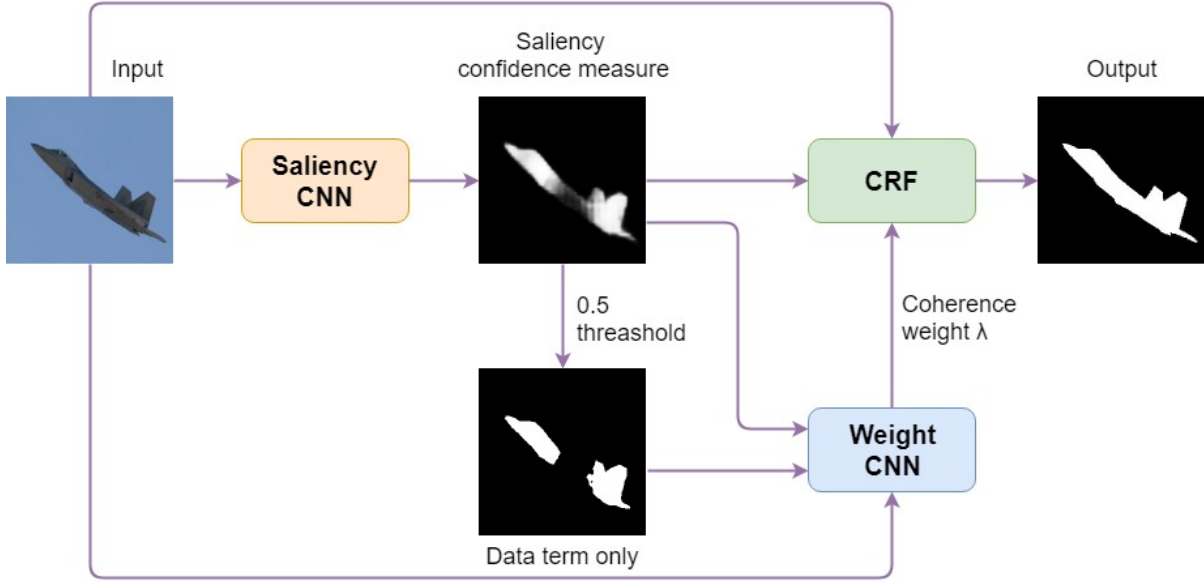 Input
Saliency
confidence measure
Output
Saliency
CNN
CRF
0.5
threashold
Coherence
weight λ
Weight
CNN
Data term only